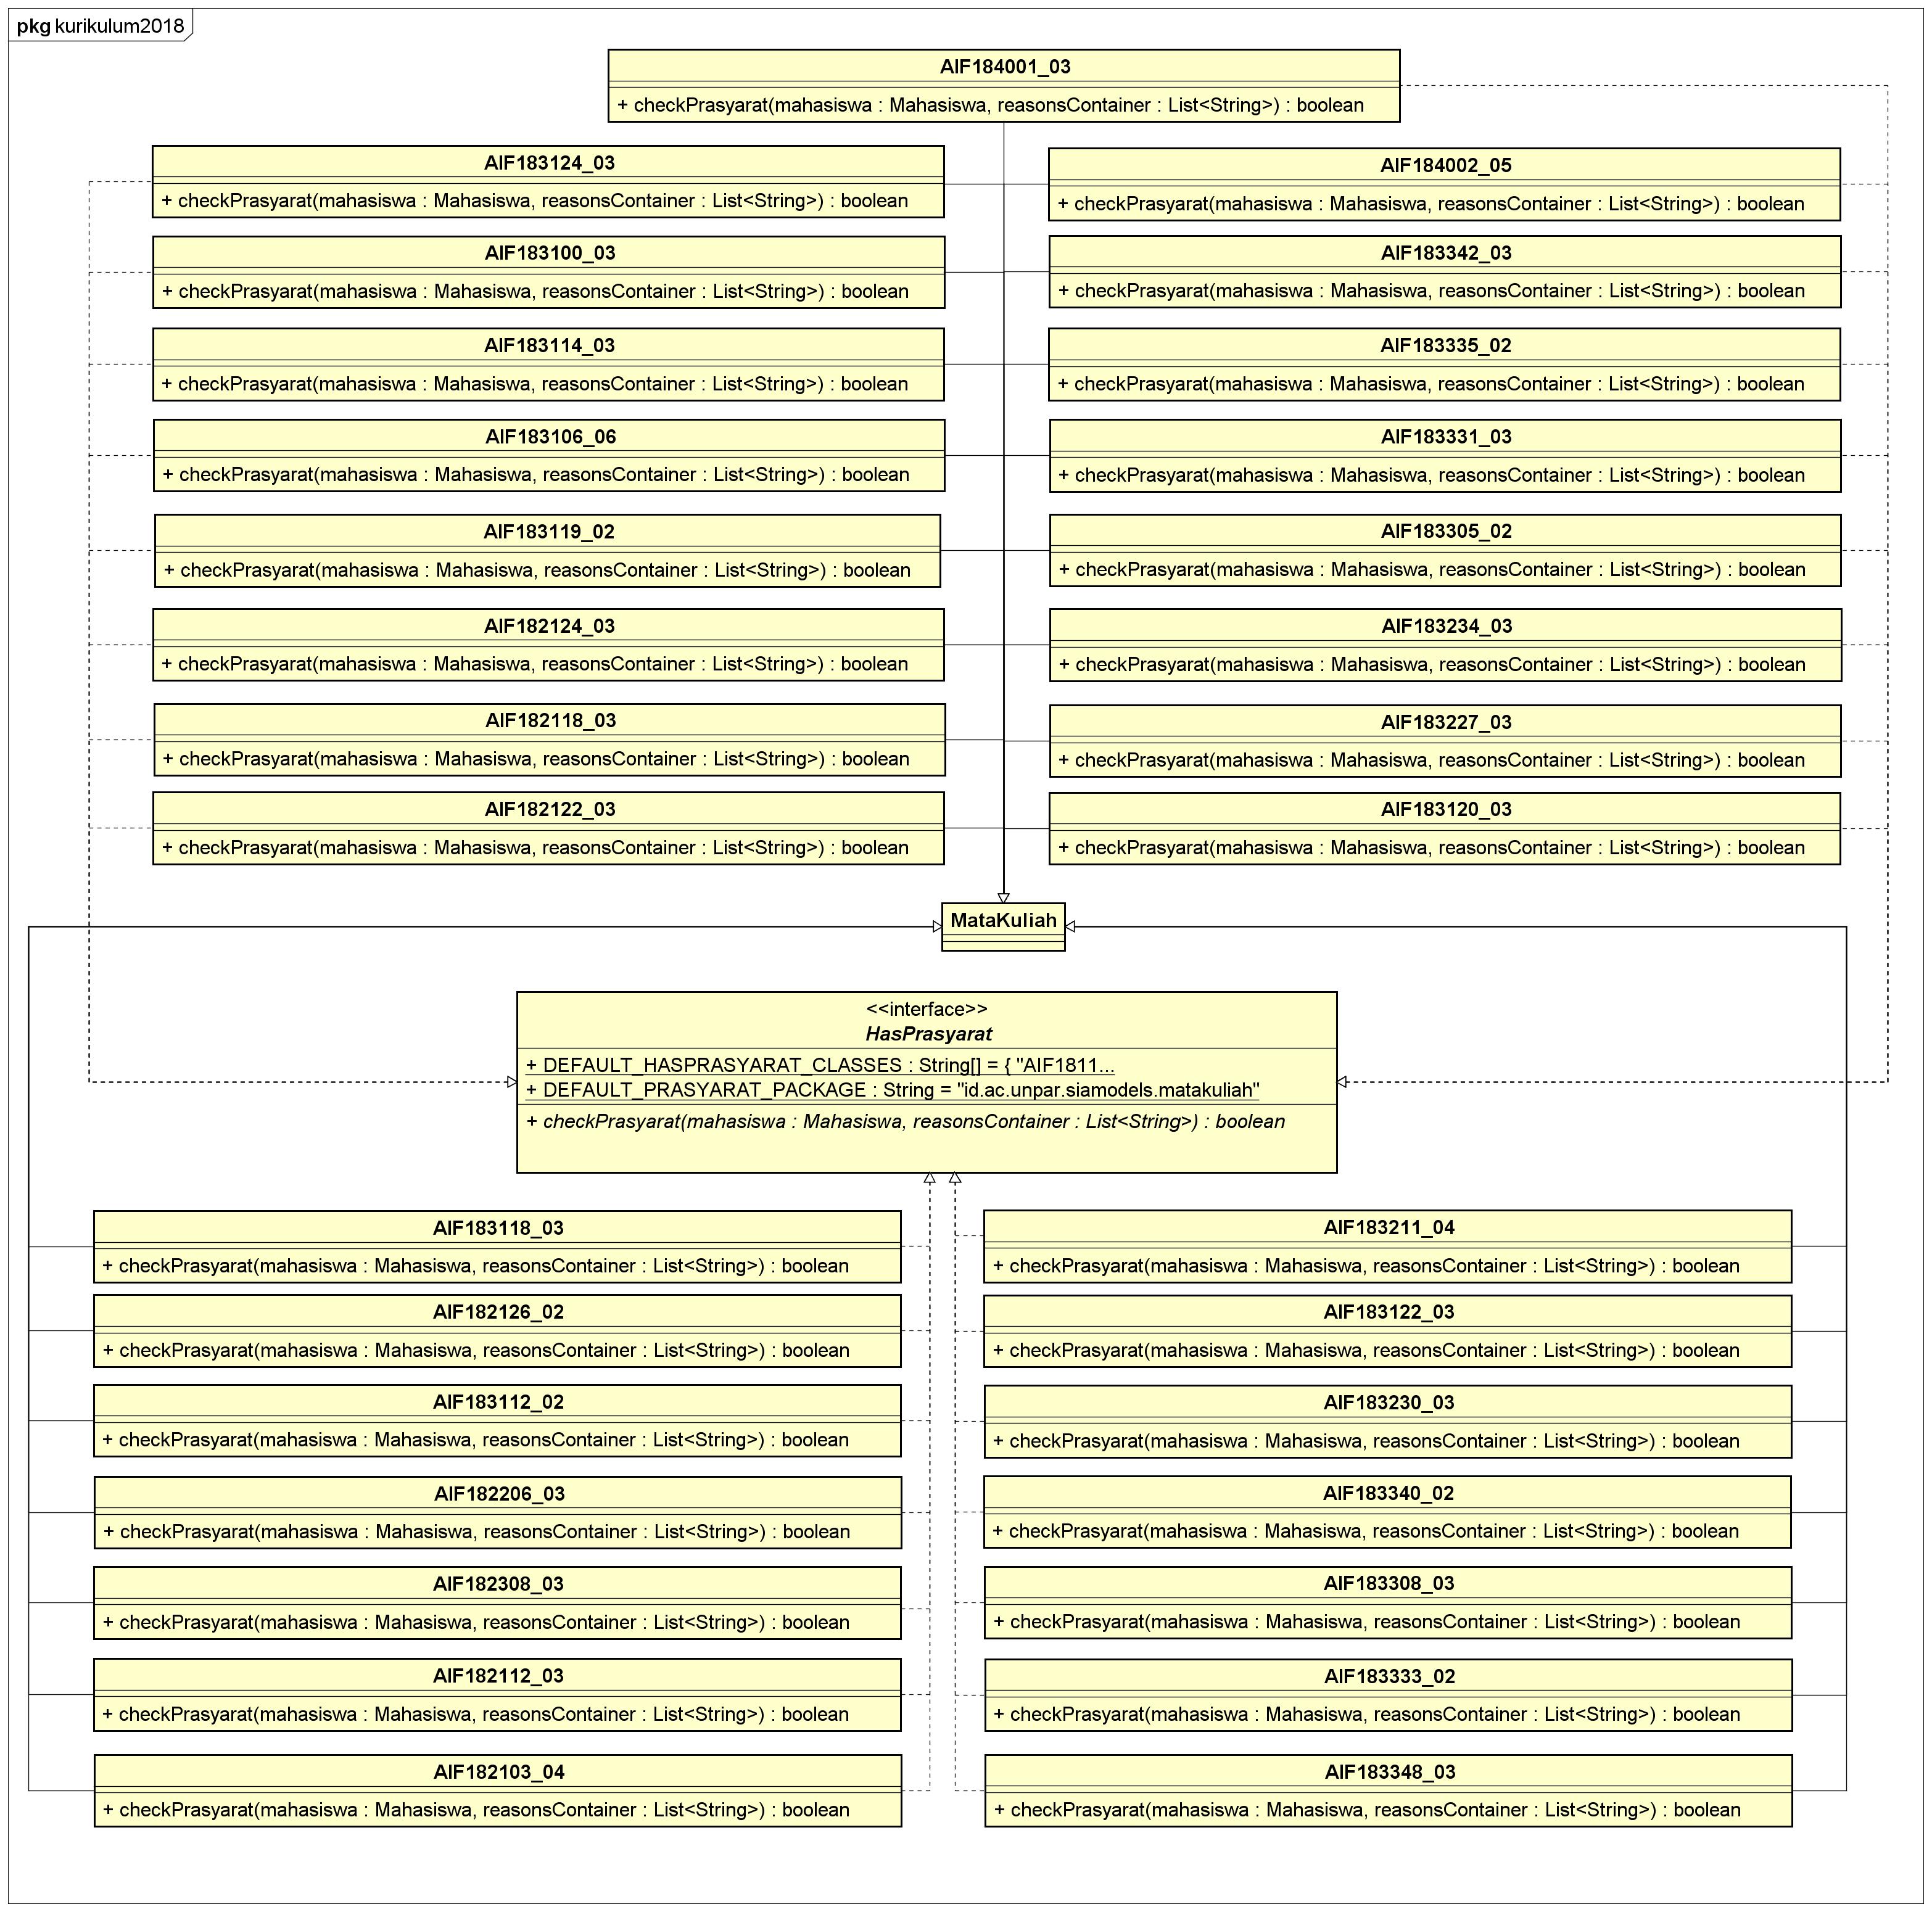 pkg kurikulum2018
AIF184001_03
+ checkPrasyarat(mahasiswa : Mahasiswa, reasonsContainer : List<String>) : boolean
AIF183124_03
+ checkPrasyarat(mahasiswa : Mahasiswa, reasonsContainer : List<String>) : boolean
AIF184002_05
+ checkPrasyarat(mahasiswa : Mahasiswa, reasonsContainer : List<String>) : boolean
AIF183100_03
+ checkPrasyarat(mahasiswa : Mahasiswa, reasonsContainer : List<String>) : boolean
AIF183342_03
+ checkPrasyarat(mahasiswa : Mahasiswa, reasonsContainer : List<String>) : boolean
AIF183114_03
+ checkPrasyarat(mahasiswa : Mahasiswa, reasonsContainer : List<String>) : boolean
AIF183335_02
+ checkPrasyarat(mahasiswa : Mahasiswa, reasonsContainer : List<String>) : boolean
AIF183106_06
+ checkPrasyarat(mahasiswa : Mahasiswa, reasonsContainer : List<String>) : boolean
AIF183331_03
+ checkPrasyarat(mahasiswa : Mahasiswa, reasonsContainer : List<String>) : boolean
AIF183119_02
+ checkPrasyarat(mahasiswa : Mahasiswa, reasonsContainer : List<String>) : boolean
AIF183305_02
+ checkPrasyarat(mahasiswa : Mahasiswa, reasonsContainer : List<String>) : boolean
AIF182124_03
+ checkPrasyarat(mahasiswa : Mahasiswa, reasonsContainer : List<String>) : boolean
AIF183234_03
+ checkPrasyarat(mahasiswa : Mahasiswa, reasonsContainer : List<String>) : boolean
AIF182118_03
+ checkPrasyarat(mahasiswa : Mahasiswa, reasonsContainer : List<String>) : boolean
AIF183227_03
+ checkPrasyarat(mahasiswa : Mahasiswa, reasonsContainer : List<String>) : boolean
AIF182122_03
+ checkPrasyarat(mahasiswa : Mahasiswa, reasonsContainer : List<String>) : boolean
AIF183120_03
+ checkPrasyarat(mahasiswa : Mahasiswa, reasonsContainer : List<String>) : boolean
MataKuliah
<<interface>>
HasPrasyarat
+ DEFAULT_HASPRASYARAT_CLASSES : String[] = { "AIF1811...
+ DEFAULT_PRASYARAT_PACKAGE : String = "id.ac.unpar.siamodels.matakuliah"
+ checkPrasyarat(mahasiswa : Mahasiswa, reasonsContainer : List<String>) : boolean
AIF183118_03
+ checkPrasyarat(mahasiswa : Mahasiswa, reasonsContainer : List<String>) : boolean
AIF183211_04
+ checkPrasyarat(mahasiswa : Mahasiswa, reasonsContainer : List<String>) : boolean
AIF182126_02
+ checkPrasyarat(mahasiswa : Mahasiswa, reasonsContainer : List<String>) : boolean
AIF183122_03
+ checkPrasyarat(mahasiswa : Mahasiswa, reasonsContainer : List<String>) : boolean
AIF183112_02
+ checkPrasyarat(mahasiswa : Mahasiswa, reasonsContainer : List<String>) : boolean
AIF183230_03
+ checkPrasyarat(mahasiswa : Mahasiswa, reasonsContainer : List<String>) : boolean
AIF182206_03
+ checkPrasyarat(mahasiswa : Mahasiswa, reasonsContainer : List<String>) : boolean
AIF183340_02
+ checkPrasyarat(mahasiswa : Mahasiswa, reasonsContainer : List<String>) : boolean
AIF182308_03
+ checkPrasyarat(mahasiswa : Mahasiswa, reasonsContainer : List<String>) : boolean
AIF183308_03
+ checkPrasyarat(mahasiswa : Mahasiswa, reasonsContainer : List<String>) : boolean
AIF182112_03
+ checkPrasyarat(mahasiswa : Mahasiswa, reasonsContainer : List<String>) : boolean
AIF183333_02
+ checkPrasyarat(mahasiswa : Mahasiswa, reasonsContainer : List<String>) : boolean
AIF182103_04
+ checkPrasyarat(mahasiswa : Mahasiswa, reasonsContainer : List<String>) : boolean
AIF183348_03
+ checkPrasyarat(mahasiswa : Mahasiswa, reasonsContainer : List<String>) : boolean